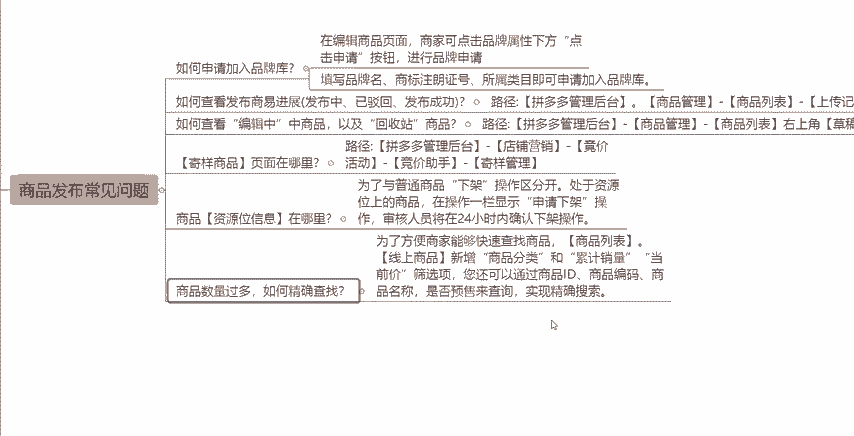 在编辑商品页面，商家可点击品牌属性下方“点
击申请”按钮，进行品牌申请
如何申请加入品牌库？
填写品牌名、商标注册证号、所属类目即可申请加入品牌库。
如何查看发布商易进展(发布中、已驳回、发布成功)？ 路径:【拼多多管理后台】。【商品管理】-【商品列表】-【上传记
如何查看“编辑中”中商品，以及“回收站”商品？ 路径:【拼多多管理后台】-【商品管理】-【商品列表】右上角【草稿
路径:【拼多多管理后台】-【店铺营销】-【竞价
【寄样商品】页面在哪里？ 活动】-【竞价助手】-【寄样管理】
商品发布常见问题
为了与普通商品“下架”操作区分开。处于资源
位上的商品，在操作一栏显示“申请下架”操
商品【资源位信息】在哪里？ 作，审核人员将在24小时内确认下架操作。
为了方便商家能够快速查找商品，【商品列表】。
【线上商品】新增“商品分类”和“累计销量”“当
前价”筛选项，您还可以通过商品ID、商品编码、商
商品数量过多，如何精确查找？ 品名称，是否预售来查询，实现精确搜索。